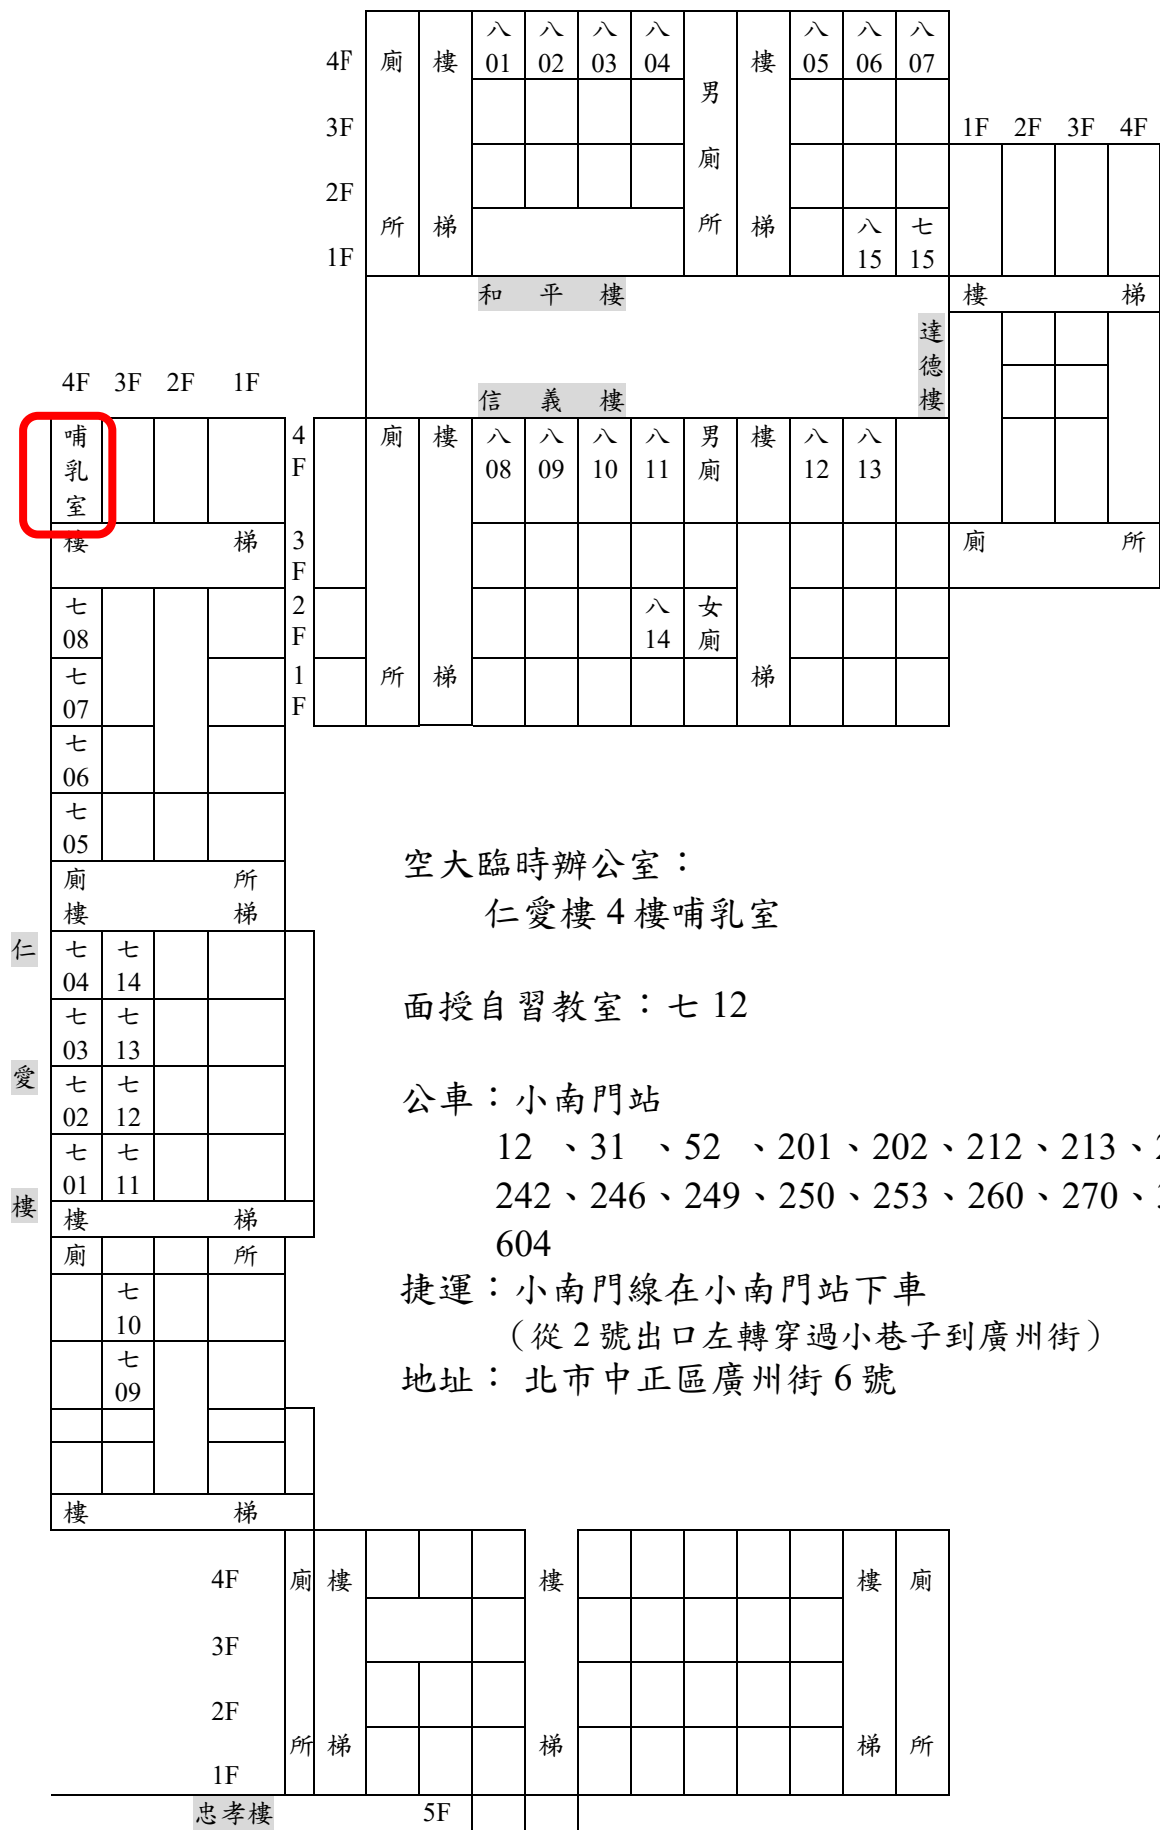 4F 廁 樓 八01 八02 八03 八04 男廁所 樓 八05 八06 八07
3F
2F
1F 所 梯 梯 八15 七15
1F 2F 3F 4F
和 平 樓
樓 梯
達德樓
信 義 樓
4F 3F 2F 1F
哺乳室
樓 梯
七08
七07
七06
七05
廁 所
樓 梯
七04 七14
七03 七13
七02 七12
七01 七11
樓 梯
廁 所
七10
七09
樓 梯
仁 愛 樓
4F 廁 樓 八08 八09 八10 八11 男廁 樓 八12 八13
3F
2F 八14 女廁
1F 所 梯 梯
廁 所
空大臨時辦公室：
仁愛樓 4 樓哺乳室
面授自習教室：七 12
公車：小南門站
12 、31 、52 、201、202、212、213、
242、246、249、250、253、260、270、
604
捷運：小南門線在小南門站下車
（從 2 號出口左轉穿過小巷子到廣州街）
地址： 北市中正區廣州街 6 號
4F 廁 樓 樓 樓 廁
3F
2F
所 梯 梯 梯 所
1F
忠孝樓 5F